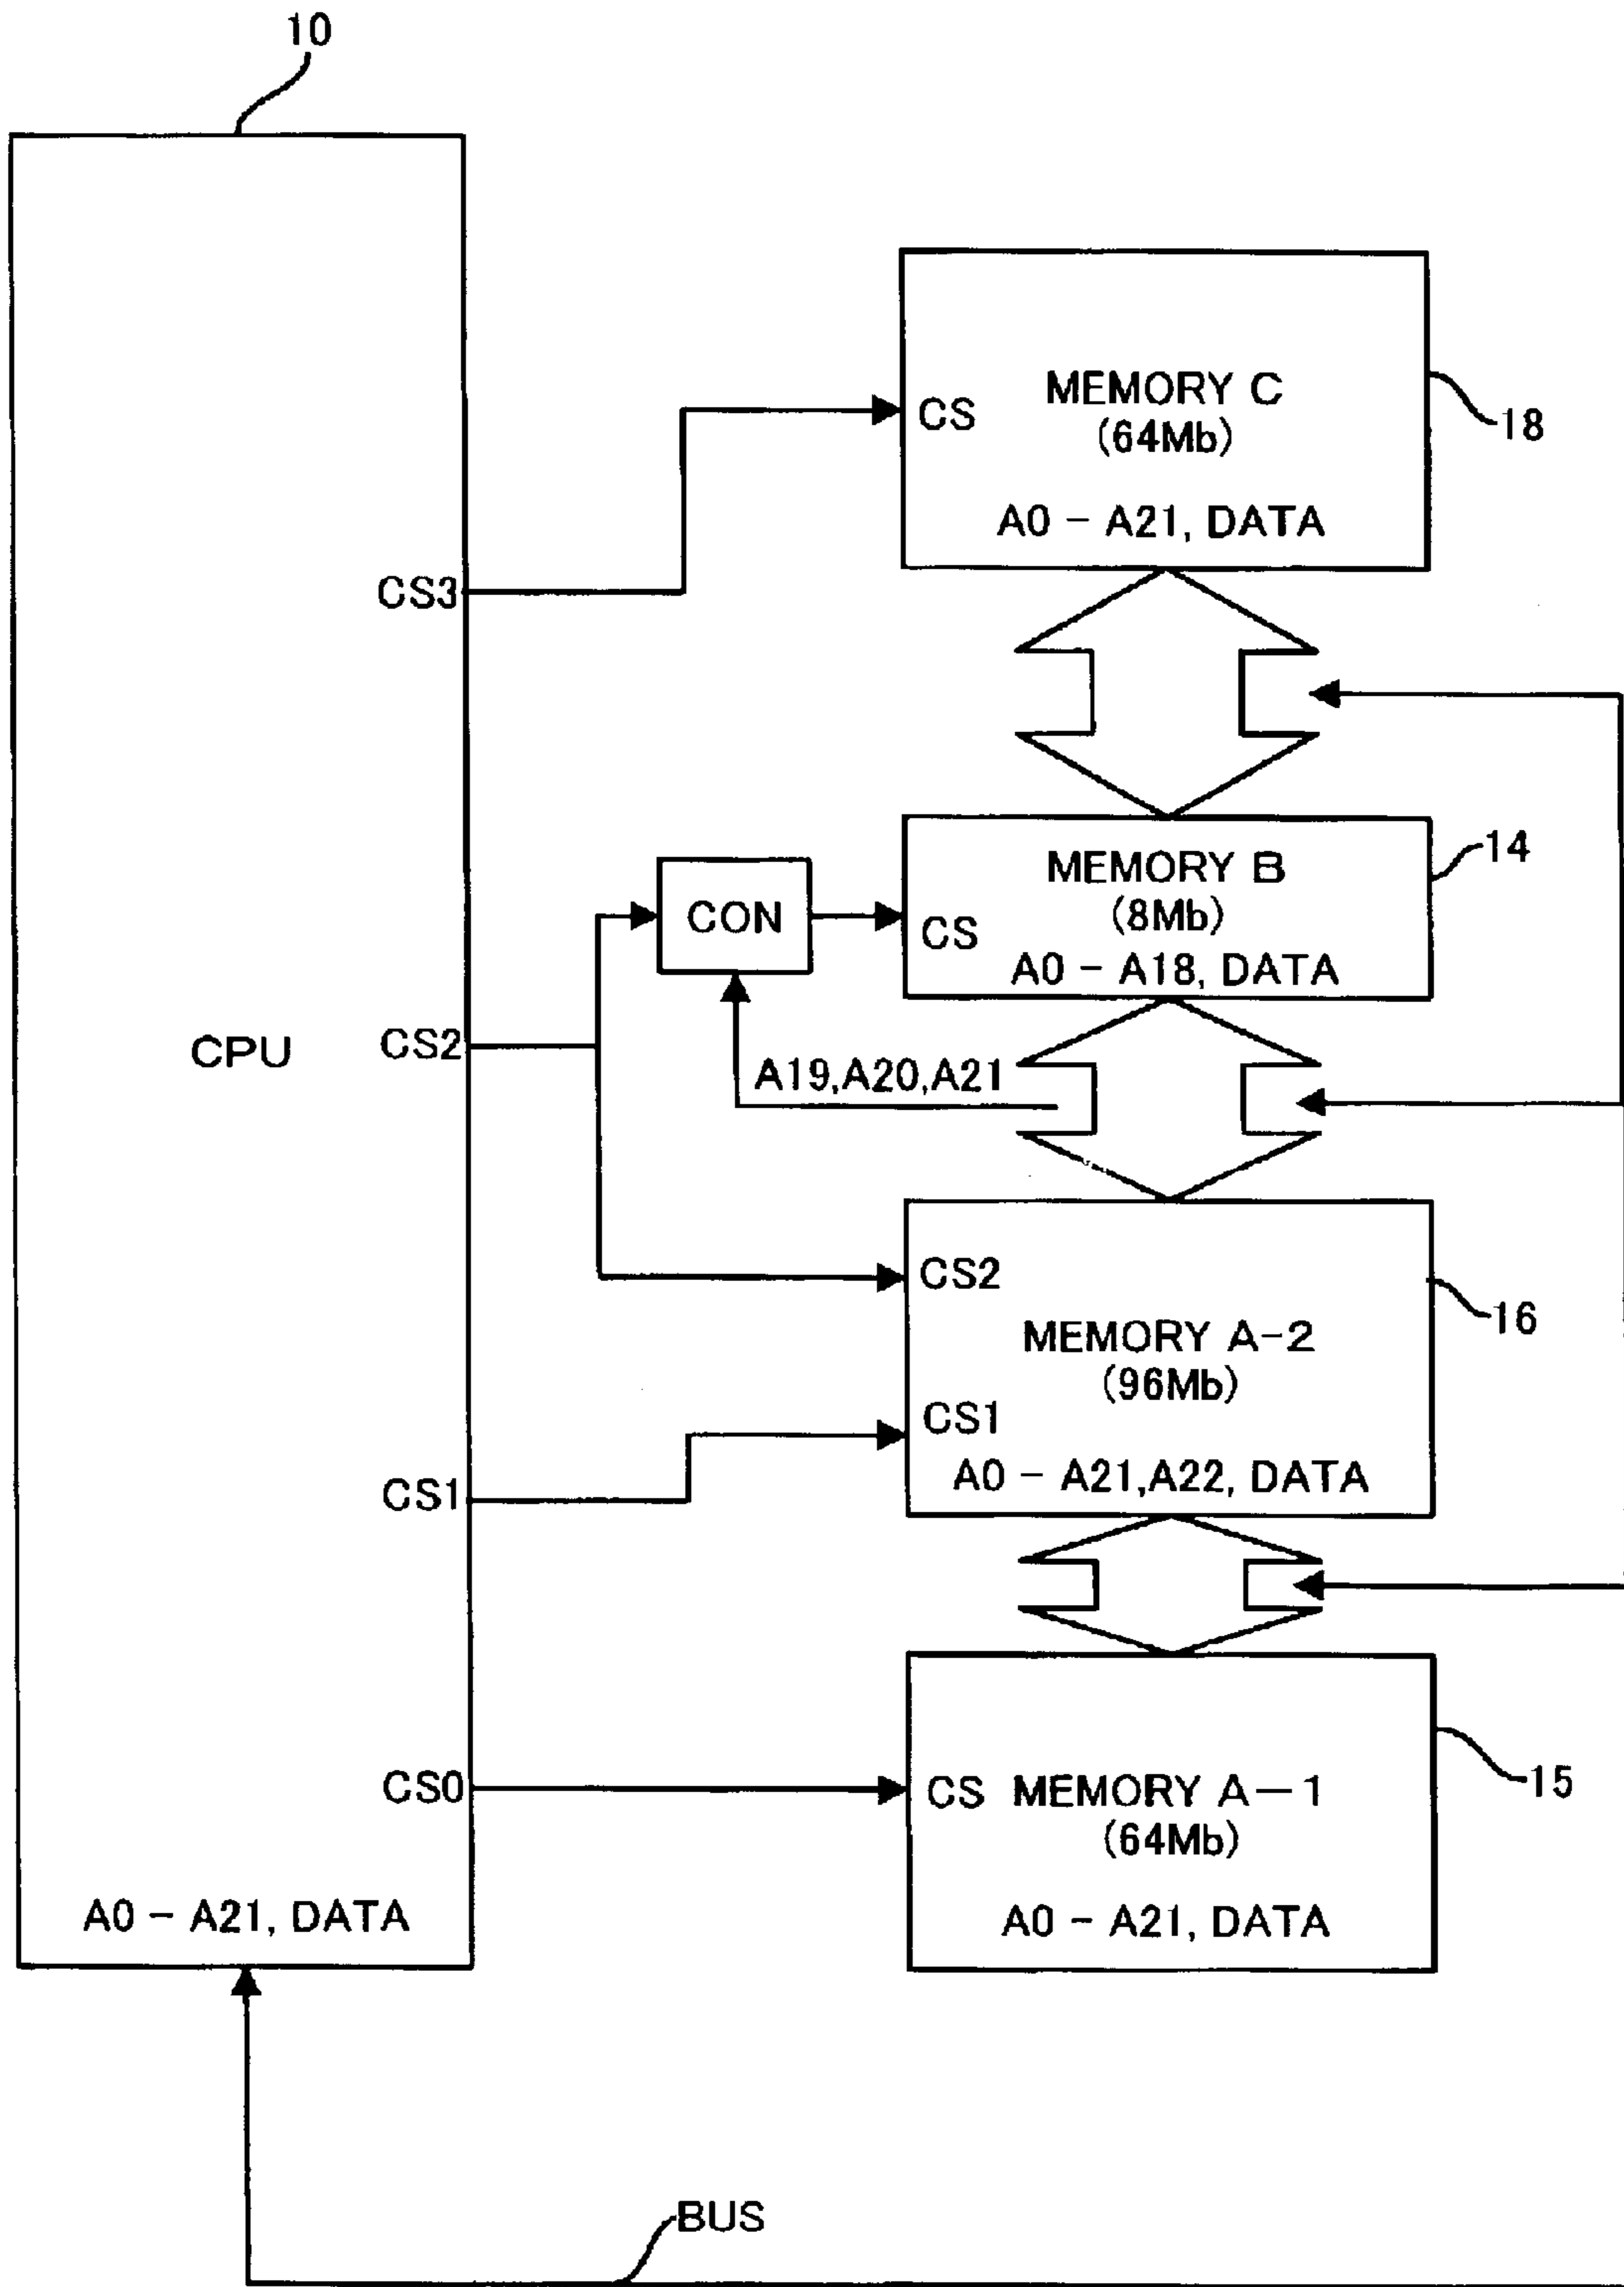 10
MEMORY C
CS
(64Mb)
18
A0 - A21, DATA
CS3
MEMORY B
14
CON
(8Mb)
CS
A0 - A18, DATA
CPU
CS2
A19,A20,A21
CS2
16
MEMORY A-2
(96Mb)
CS1
A0 - A21,A22, DATA
CS1
CS0
CS MEMORY A-1
15
(64Mb)
A0 - A21, DATA
A0 - A21, DATA
BUS